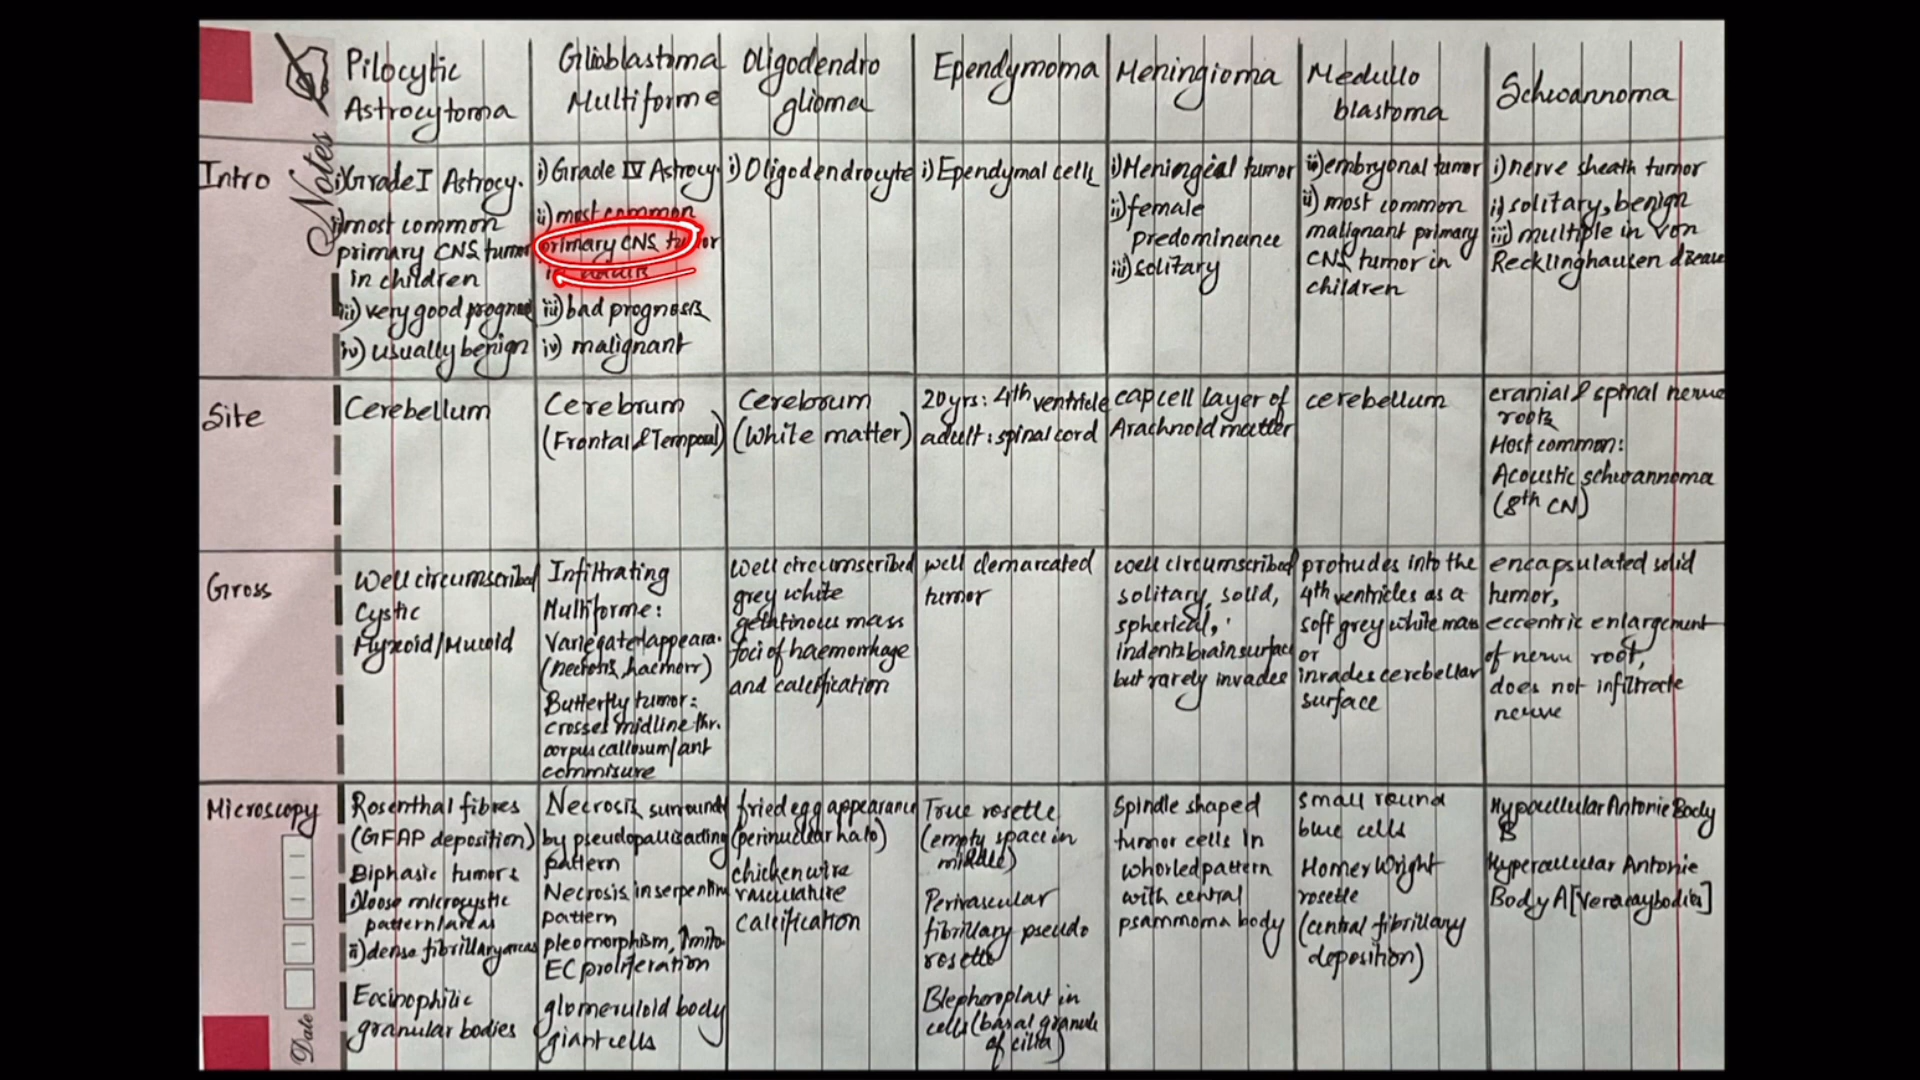 Notes
Pilocytic
Astrocytoma
Glioblastoma
Multiforme
Oligodendro
glioma
Ependymoma
Meningioma
Medullo
blastoma
Schwannoma
Intro
i) Grade I Astrocy.
ii) most common
primary CNS tumor
in children
iii) very good prognos
iv) usually benign
i) Grade IV Astrocy.
ii) most common
primary CNS tumor
in adults
iii) bad prognosis
iv) malignant
i) Oligodendrocyte
i) Ependymal cells
i) Meningial tumor
ii) female
predominance
iii) solitary
i) embryonal tumor
ii) most common
malignant primary
CNS tumor in
children
i) nerve sheath tumor
ii) solitary, benign
iii) multiple in Von
Recklinghausen disease
Site
Cerebellum
Cerebrum
(Frontal & Temporal)
Cerebrum
(White matter)
20 yrs: 4th ventricle
adult: spinal cord
cap cell layer of
Arachnoid matter
cerebellum
cranial & spinal nerve
roots
Most common:
Acoustic schwannoma
(8th CN)
Gross
Well circumscribed
Cystic
Myxoid/Mucoid
Infiltrating
Multiforme:
Variegated appeara.
(necrosis, haemorr)
Butterfly tumor:
crosses midline thr.
corpus callosum/ant
commisure
Well circumscribed
grey white
gelatinous mass
foci of haemorrhage
and calcification
well demarcated
tumor
well circumscribed
solitary, solid,
spherical,
indents brain surface
but rarely invades
protrudes into the
4th ventricles as a
soft grey white mass
or
invades cerebellar
surface
encapsulated solid
tumor,
eccentric enlargement
of nerve root,
does not infiltrate
nerve
Microscopy
Rosenthal fibres
(GFAP deposition)
Biphasic tumors
i) loose microcystic
pattern/areas
ii) dense fibrillary areas
Eosinophilic
granular bodies
Necrosis surround
by pseudopallisading
pattern
Necrosis in serpentine
pattern
pleomorphism, ↑mito.
EC proliferation
glomeruloid body
giant cells
fried egg appearance
(perinuclear halo)
chicken wire
vasculature
calcification
True rosette
(empty space in
middle)
Perivascular
fibrillary pseudo
rosette
Blepheroplast in
cells (basal granule
of cilia)
Spindle shaped
tumor cells in
whorled pattern
with central
psammoma body
small round
blue cells
Homer Wright
rosette
(central fibrillary
deposition)
Hypocellular Antonie Body
B
Hypercellular Antonie
Body A [Verocay bodies]
Date